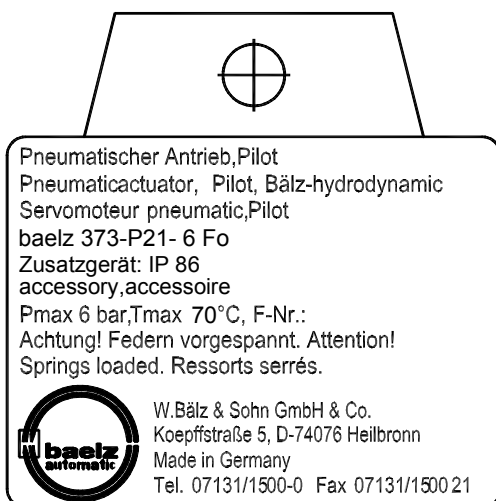 Pneumatischer Antrieb,Pilot
Pneumaticactuator, Pilot, Bälz-hydrodynamic
Servomoteur pneumatic,Pilot
baelz 373-P21- 6 Fo
Zusatzgerät: IP 86
accessory,accessoire
Pmax 6 bar,Tmax 70°C, F-Nr.:
Achtung! Federn vorgespannt. Attention!
Springs loaded. Ressorts serrés.
baelz
automatic
W.Bälz & Sohn GmbH & Co.
Koepffstraße 5, D-74076 Heilbronn
Made in Germany
Tel. 07131/1500-0 Fax 07131/1500 21